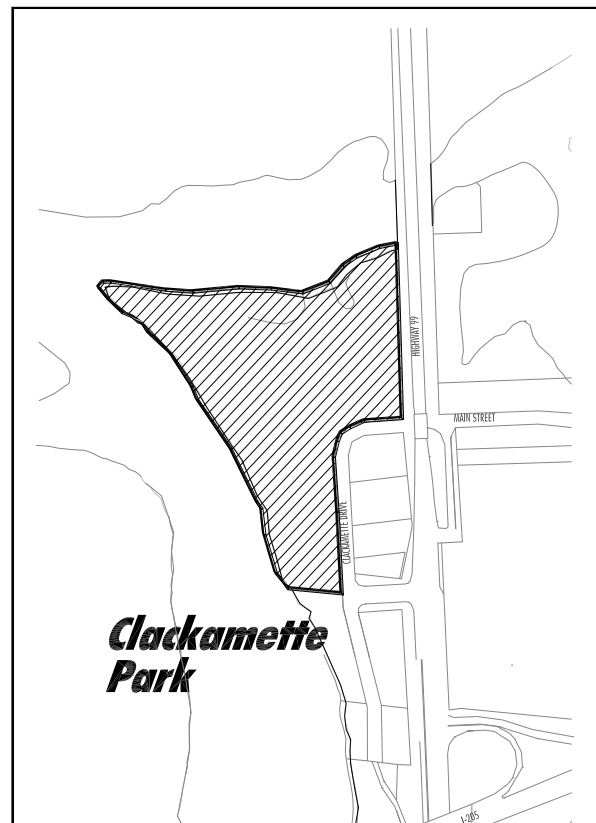 HIGHWAY 99
MAIN STREET
CLACKAMETTE DRIVE
Clackamette
Park
I-205